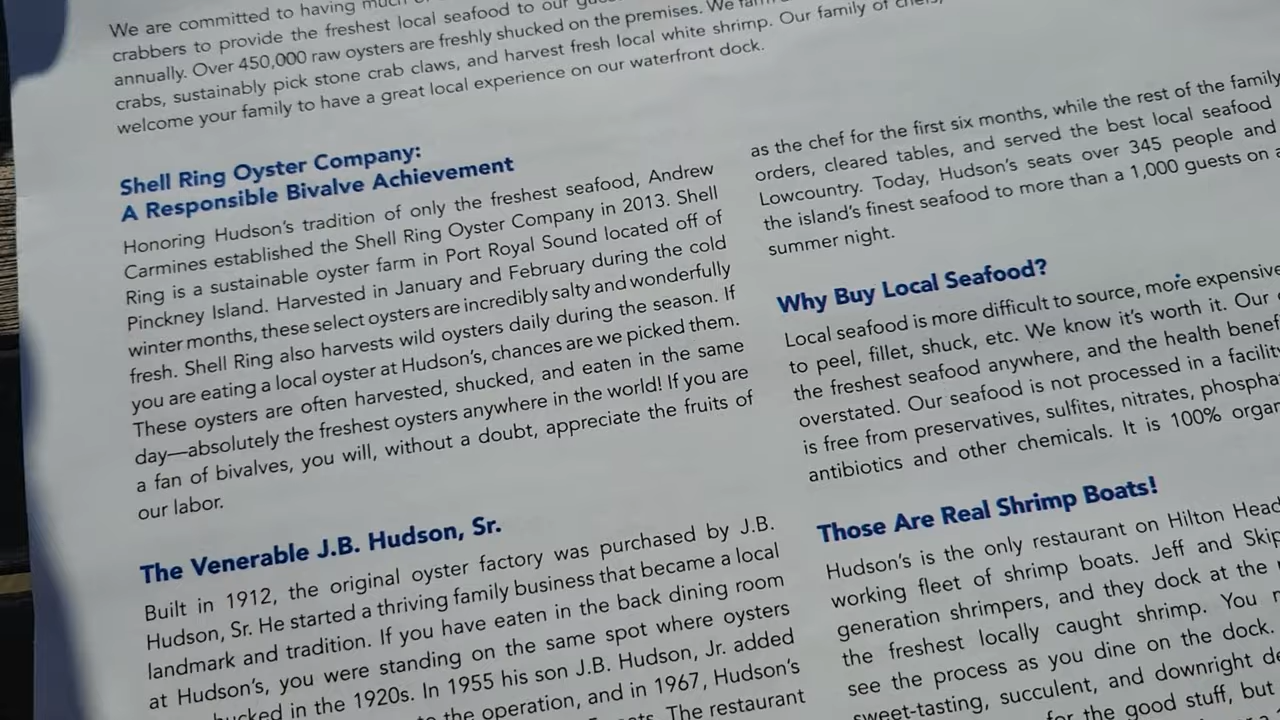 We are committed to having much
crabbers to provide the freshest local seafood to our
annually. Over 450,000 raw oysters are freshly shucked on the premises. We
crabs, sustainably pick stone crab claws, and harvest fresh local white shrimp. Our family of chefs,
welcome your family to have a great local experience on our waterfront dock.
Shell Ring Oyster Company:
A Responsible Bivalve Achievement
Honoring Hudson's tradition of only the freshest seafood, Andrew
Carmines established the Shell Ring Oyster Company in 2013. Shell
Ring is a sustainable oyster farm in Port Royal Sound located off of
Pinckney Island. Harvested in January and February during the cold
winter months, these select oysters are incredibly salty and wonderfully
fresh. Shell Ring also harvests wild oysters daily during the season. If
you are eating a local oyster at Hudson's, chances are we picked them.
These oysters are often harvested, shucked, and eaten in the same
day—absolutely the freshest oysters anywhere in the world! If you are
a fan of bivalves, you will, without a doubt, appreciate the fruits of
our labor.
The Venerable J.B. Hudson, Sr.
Built in 1912, the original oyster factory was purchased by J.B.
Hudson, Sr. He started a thriving family business that became a local
landmark and tradition. If you have eaten in the back dining room
at Hudson's, you were standing on the same spot where oysters
in the 1920s. In 1955 his son J.B. Hudson, Jr. added
the operation, and in 1967, Hudson's
The restaurant
as the chef for the first six months, while the rest of the family
orders, cleared tables, and served the best local seafood
Lowcountry. Today, Hudson's seats over 345 people and
the island's finest seafood to more than a 1,000 guests on a
summer night.
Why Buy Local Seafood?
Local seafood is more difficult to source, more expensive
to peel, fillet, shuck, etc. We know it's worth it. Our
the freshest seafood anywhere, and the health
overstated. Our seafood is not processed in a facility
is free from preservatives, sulfites, nitrates,
antibiotics and other chemicals. It is 100%
Those Are Real Shrimp Boats!
Hudson's is the only restaurant on Hilton Head
working fleet of shrimp boats. Jeff and Skip
generation shrimpers, and they dock at the
the freshest locally caught shrimp. You
see the process as you dine on the dock.
sweet-tasting, succulent, and downright
for the good stuff, but